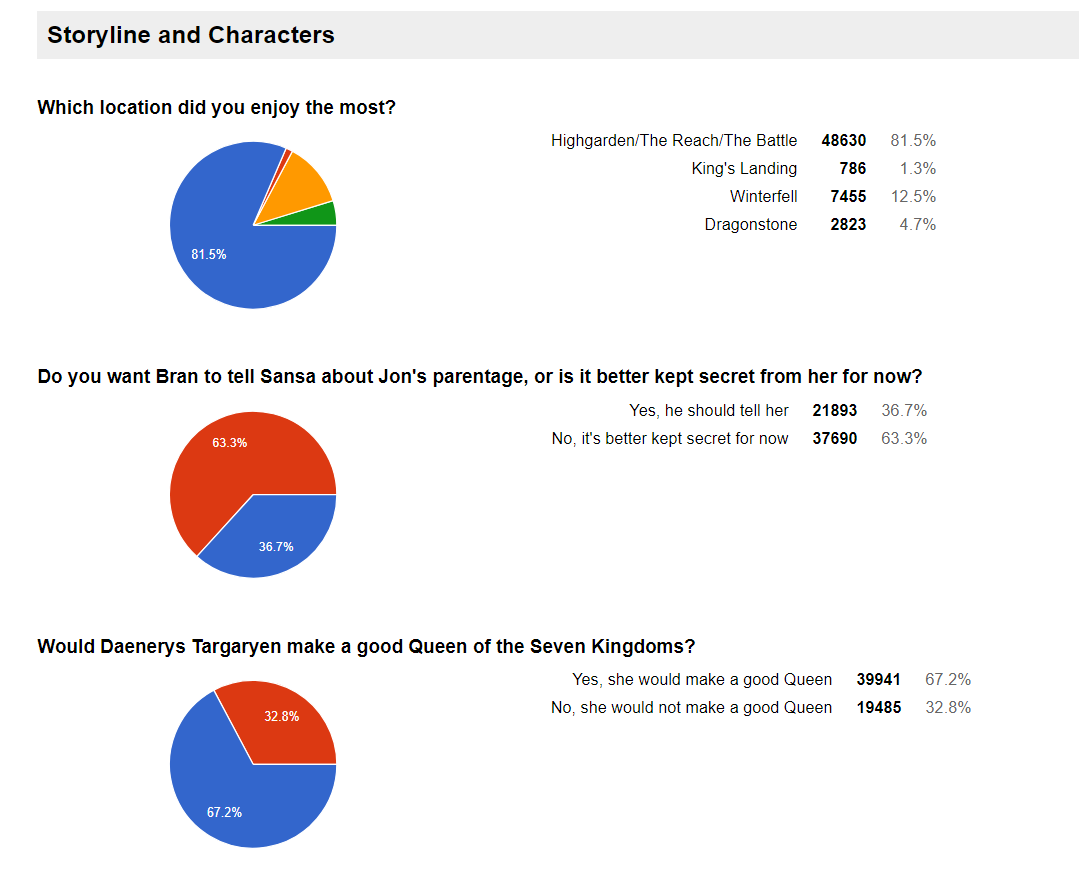 Storyline and Characters
Which location did you enjoy the most?
81.5%
Highgarden/The Reach/The Battle 48630 81.5%
King's Landing 786 1.3%
Winterfell 7455 12.5%
Dragonstone 2823 4.7%
Do you want Bran to tell Sansa about Jon's parentage, or is it better kept secret from her for now?
63.3%
36.7%
Yes, he should tell her 21893 36.7%
No, it's better kept secret for now 37690 63.3%
Would Daenerys Targaryen make a good Queen of the Seven Kingdoms?
32.8%
67.2%
Yes, she would make a good Queen 39941 67.2%
No, she would not make a good Queen 19485 32.8%